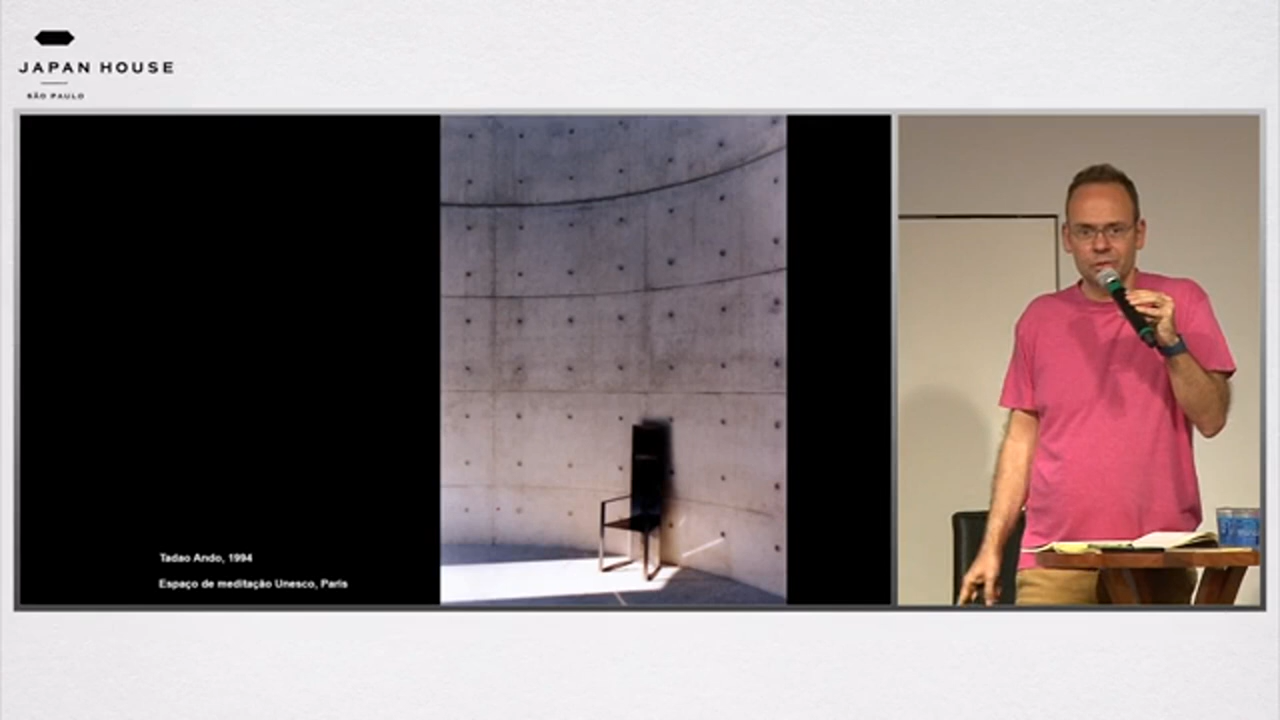 JAPAN HOUSE
SÃO PAULO
Tadao Ando, 1994
Espaço de meditação Unesco, Paris